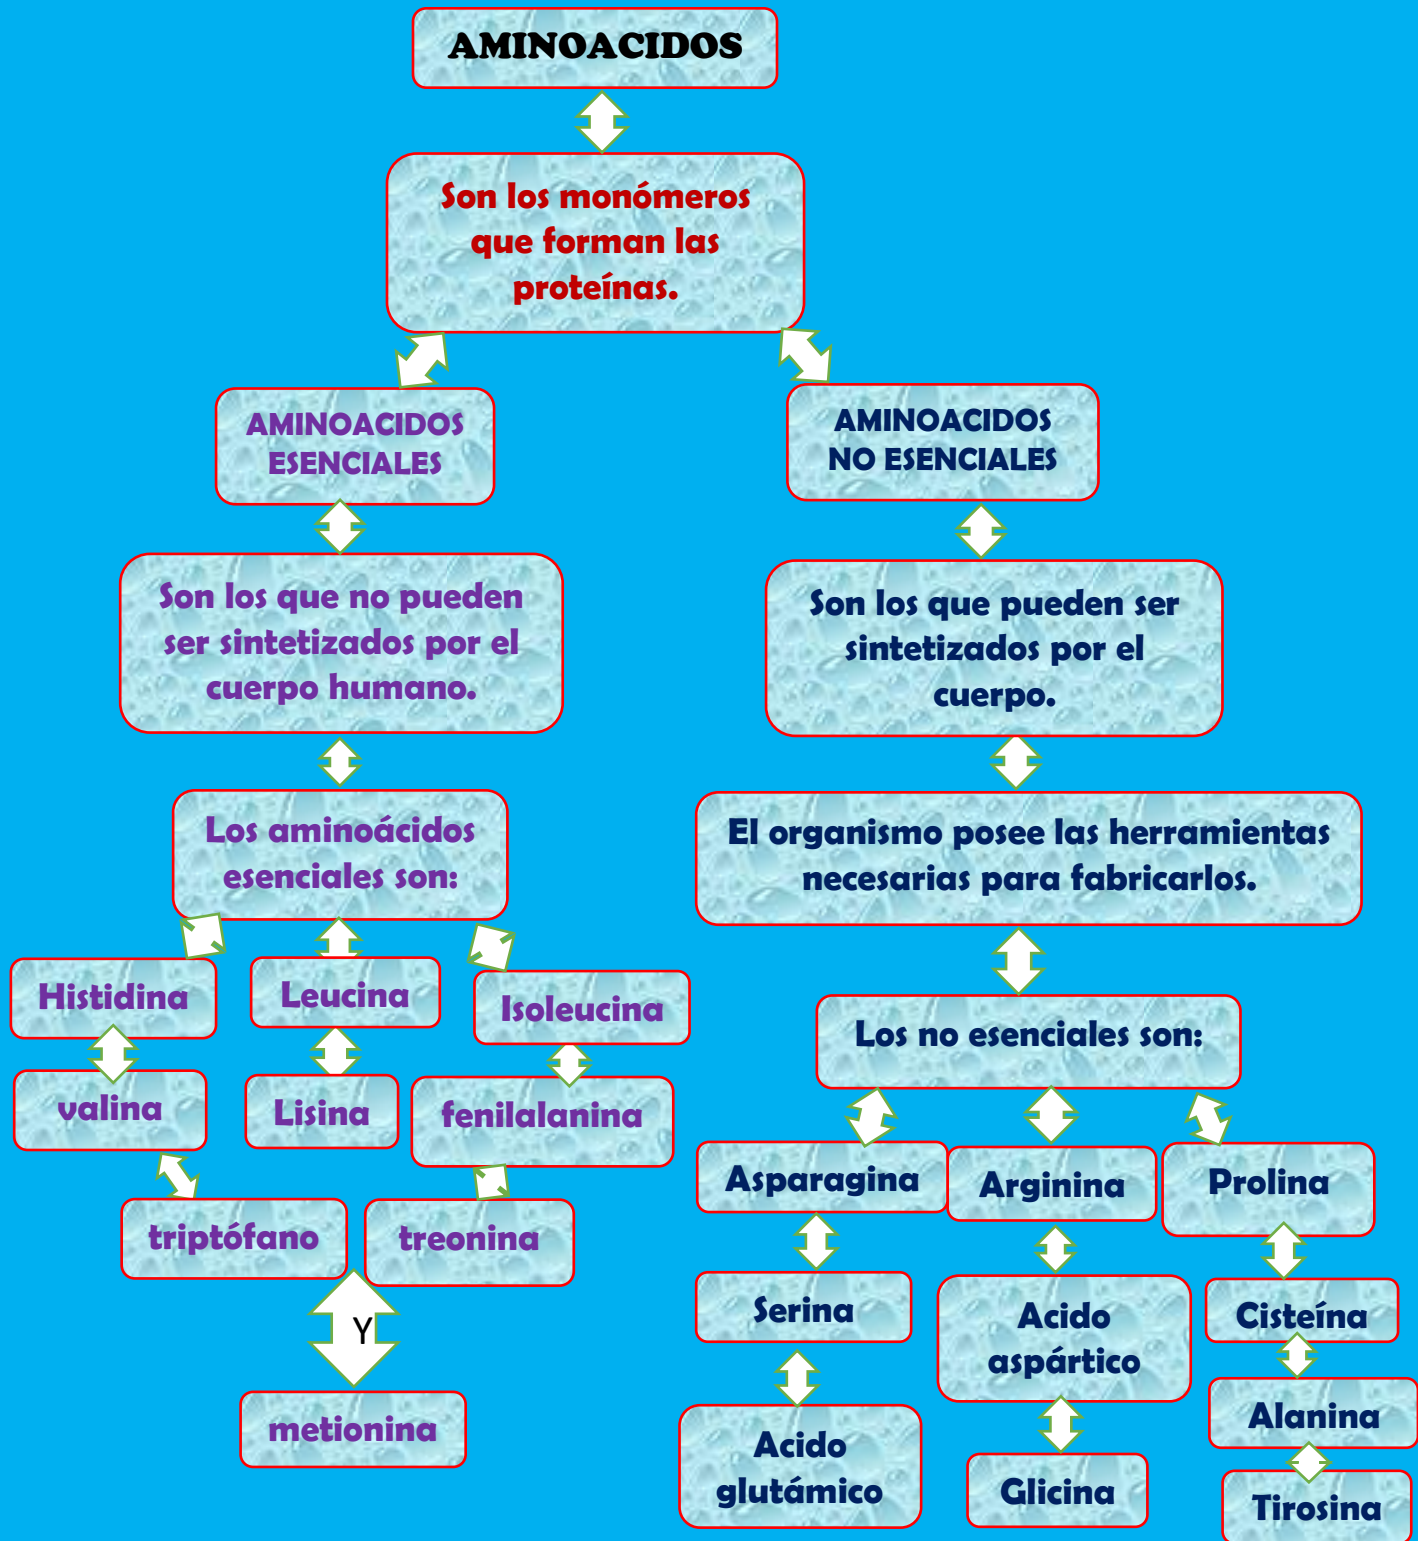 AMINOACIDOS
Son los monómeros
que forman las
proteínas.
AMINOACIDOS
ESENCIALES
Son los que no pueden
ser sintetizados por el
cuerpo humano.
Los aminoácidos
esenciales son:
Histidina
Leucina
Isoleucina
valina
Lisina
fenilalanina
triptófano
treonina
Y
metionina
AMINOACIDOS
NO ESENCIALES
Son los que pueden ser
sintetizados por el
cuerpo.
El organismo posee las herramientas
necesarias para fabricarlos.
Los no esenciales son:
Asparagina
Arginina
Prolina
Serina
Acido
aspártico
Cisteína
Alanina
Acido
glutámico
Glicina
Tirosina